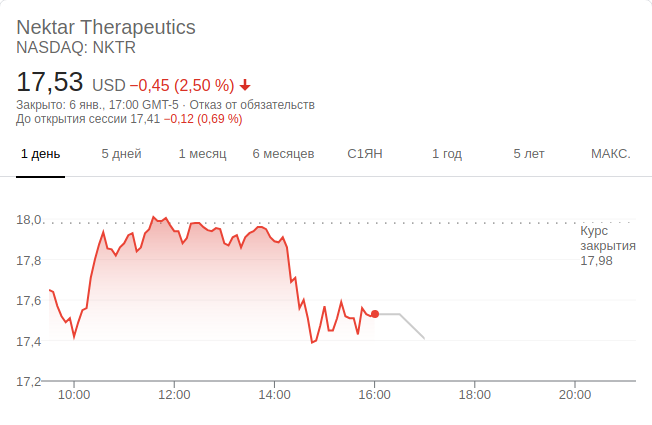 Nektar Therapeutics
NASDAQ: NKTR
17,53 USD −0,45 (2,50 %)
Закрыто: 6 янв., 17:00 GMT-5 · Отказ от обязательств
До открытия сессии 17,41 −0,12 (0,69 %)
1 день 5 дней 1 месяц 6 месяцев С1ЯН 1 год 5 лет МАКС.
18,0
Курс
закрытия
17,98
17,8
17,6
17,4
17,2
10:00 12:00 14:00 16:00 18:00 20:00